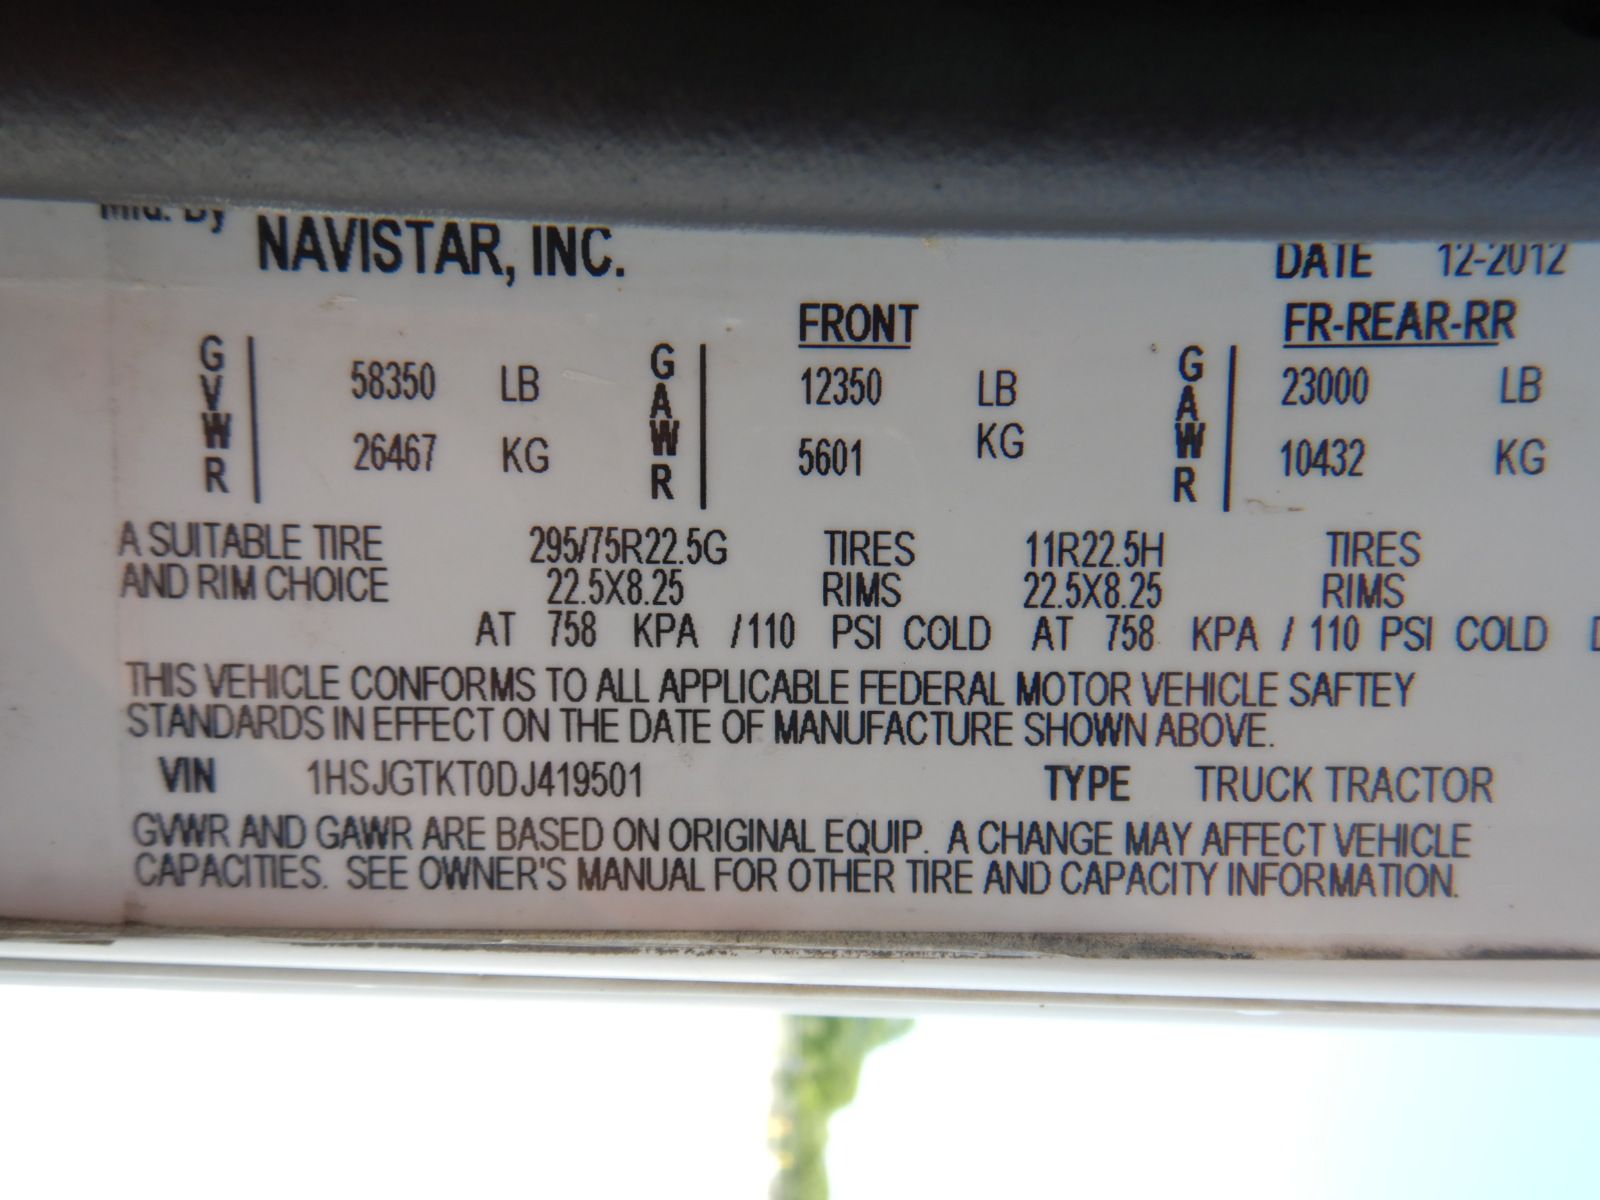 Mfd. By NAVISTAR, INC. DATE 12-2012
FRONT FR-REAR-RR
GVWR 58350 LB GAWR 12350 LB GAWR 23000 LB
26467 KG 5601 KG 10432 KG
A SUITABLE TIRE 295/75R22.5G TIRES 11R22.5H TIRES
AND RIM CHOICE 22.5X8.25 RIMS 22.5X8.25 RIMS
AT 758 KPA /110 PSI COLD AT 758 KPA / 110 PSI COLD
THIS VEHICLE CONFORMS TO ALL APPLICABLE FEDERAL MOTOR VEHICLE SAFTEY
STANDARDS IN EFFECT ON THE DATE OF MANUFACTURE SHOWN ABOVE.
VIN 1HSJGTKT0DJ419501 TYPE TRUCK TRACTOR
GVWR AND GAWR ARE BASED ON ORIGINAL EQUIP. A CHANGE MAY AFFECT VEHICLE
CAPACITIES. SEE OWNER'S MANUAL FOR OTHER TIRE AND CAPACITY INFORMATION.